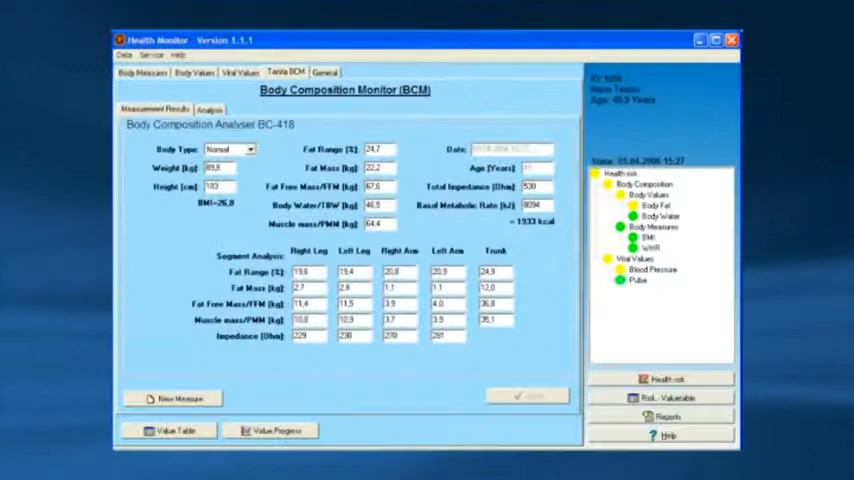 Health Monitor - Version 1.1.1
Data Service Help
Body Measures Body Values Vital Values Tanita BCM General
Body Composition Monitor (BCM)
Measurement Results Analysis
Body Composition Analyser BC-418
Body Type: Normal Fat Range [%]: 24,7 Date:
Weight [kg]: 89,8 Fat Mass [kg]: 22,2 Age [Years]:
Height [cm]: 183 Fat Free Mass/FFM [kg]: 67,6 Total Impedance [Ohm]: 530
BMI=26,8 Body Water/TBW [kg]: 46,5 Basal Metabolic Rate [kJ]: 8094
Muscle mass/PMM [kg]: 64,4 = 1933 kcal
Segment Analysis: Right Leg Left Leg Right Arm Left Arm Trunk
Fat Range [%]: 19,6 19,4 20,8 20,9 24,9
Fat Mass [kg]: 2,7 2,8 1,1 1,1 12,0
Fat Free Mass/FFM [kg]: 11,4 11,5 3,9 4,0 36,8
Muscle mass/PMM [kg]: 10,8 10,9 3,7 3,9 35,1
Impedance [Ohm]: 229 230 270 281
New Measure
Value Table Value Progress
Age: 45,9 Years
State: 05.04.2006 15:27
Health risk
Body Composition
Body Values
Body Fat
Body Water
Body Measures
BMI
WHR
Vital Values
Blood Pressure
Pulse
Health risk
Risk - Valuetable
Reports
Help